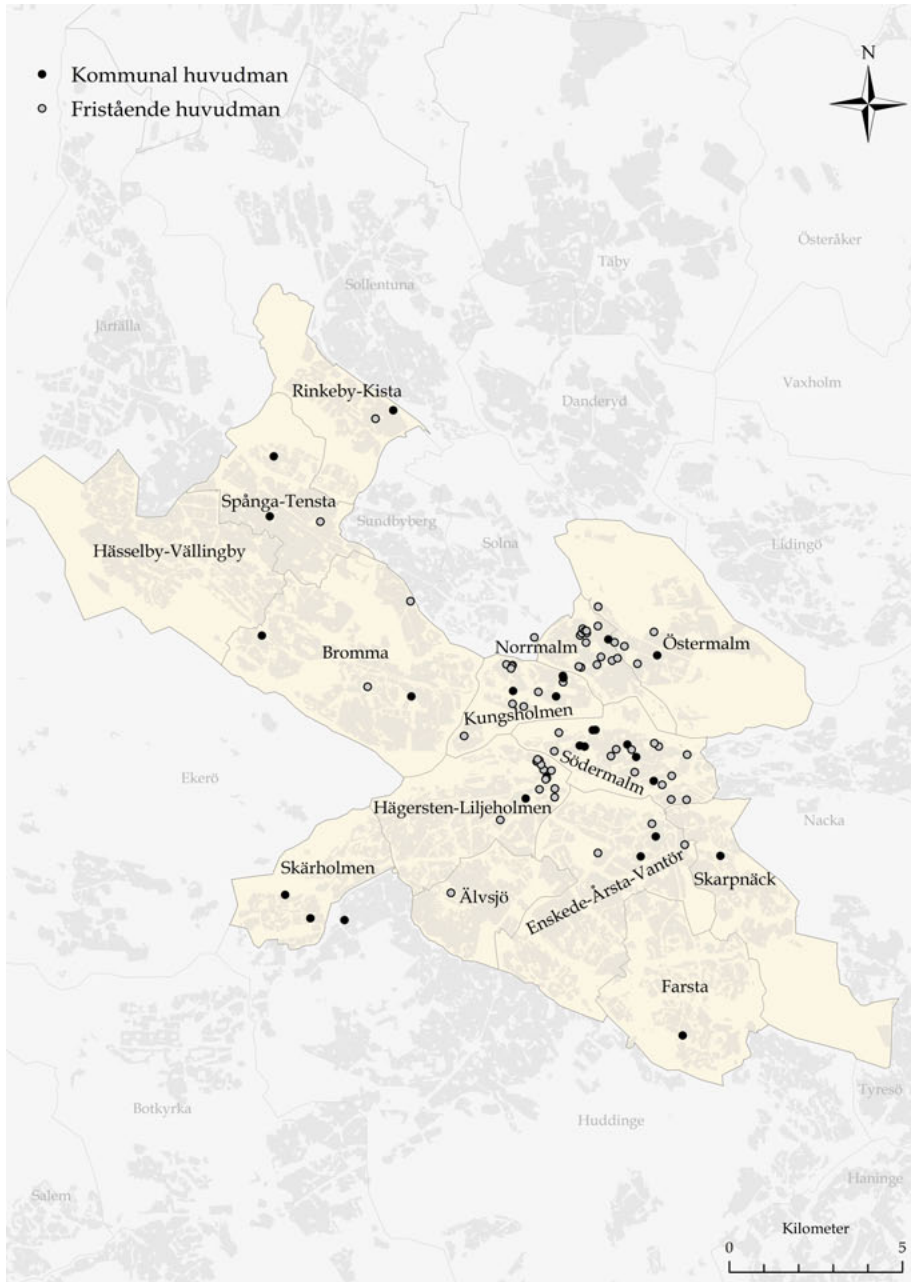 N
Kommunal huvudman
Fristående huvudman
Österåker
Täby
Sollentuna
Järfälla
Vaxholm
Rinkeby-Kista
Danderyd
Spånga-Tensta
Sundbyberg
Solna
Lidingö
Hässelby-Vällingby
Bromma
Norrmalm
Östermalm
Kungsholmen
Södermalm
Ekerö
Hägersten-Liljeholmen
Nacka
Skärholmen
Älvsjö
Enskede-Årsta-Vantör
Skarpnäck
Farsta
Tyresö
Botkyrka
Huddinge
Haninge
Salem
Kilometer
0 5